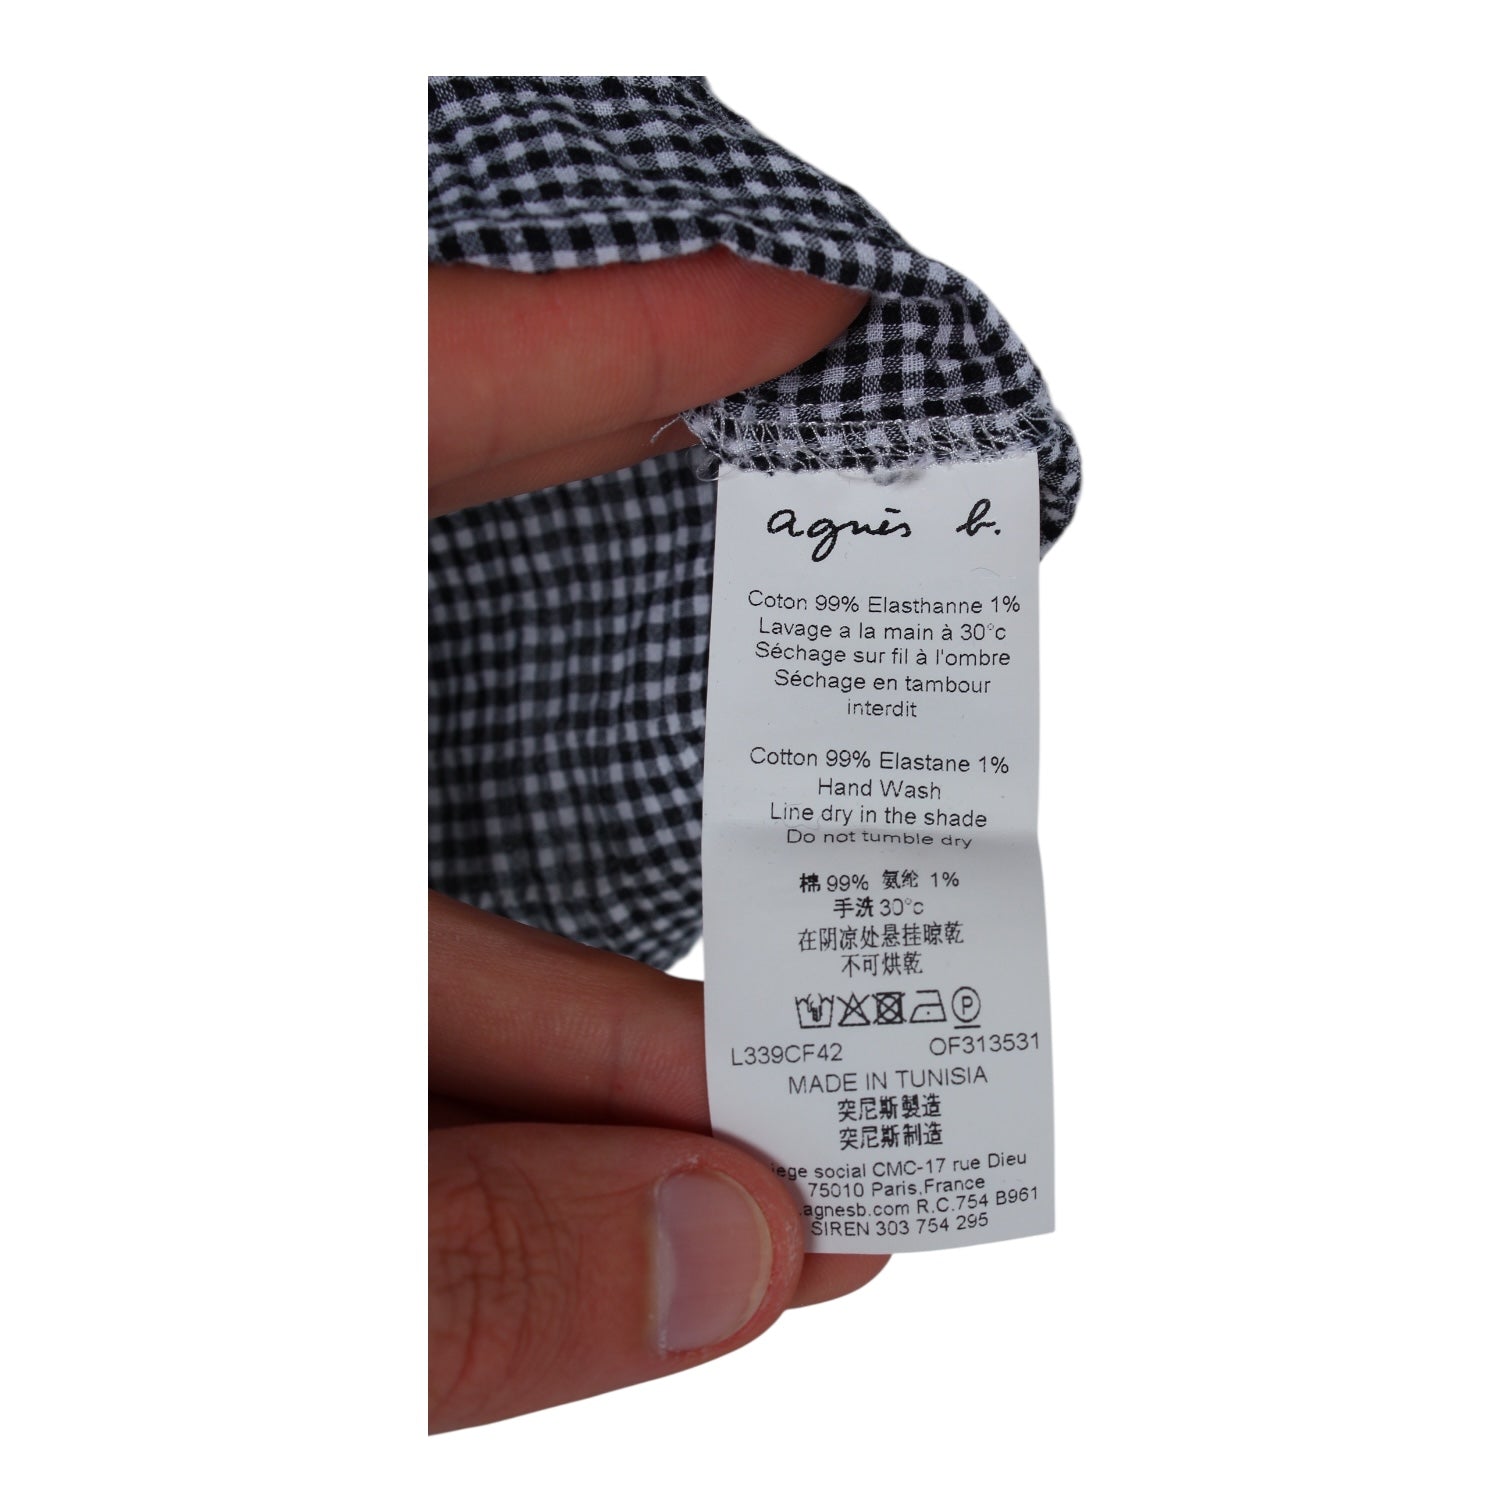 agnès b.
Coton 99% Elasthanne 1%
Lavage a la main à 30°c
Séchage sur fil à l'ombre
Séchage en tambour
interdit
Cotton 99% Elastane 1%
Hand Wash
Line dry in the shade
Do not tumble dry
棉 99% 氨纶 1%
手洗 30°c
在阴凉处悬挂晾乾
不可烘乾
P
L339CF42 OF313531
MADE IN TUNISIA
突尼斯製造
突尼斯制造
iege social CMC-17 rue Dieu
75010 Paris,France
.agnesb.com R.C.754 B961
SIREN 303 754 295